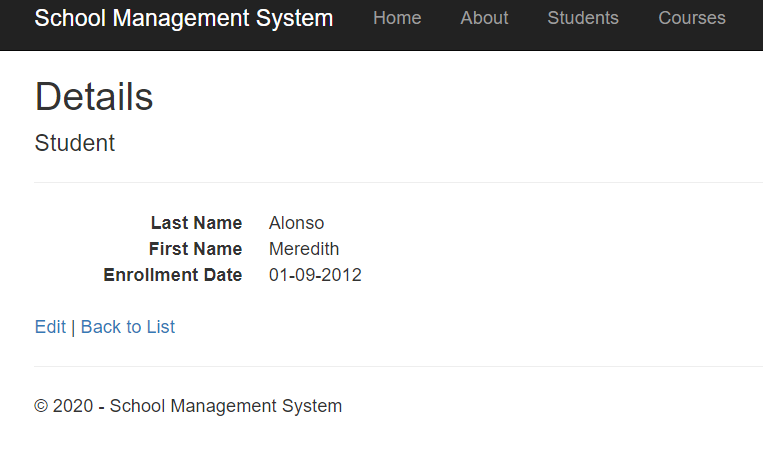 School Management System Home About Students Courses
Details
Student
Last Name Alonso
First Name Meredith
Enrollment Date 01-09-2012
Edit | Back to List
© 2020 - School Management System